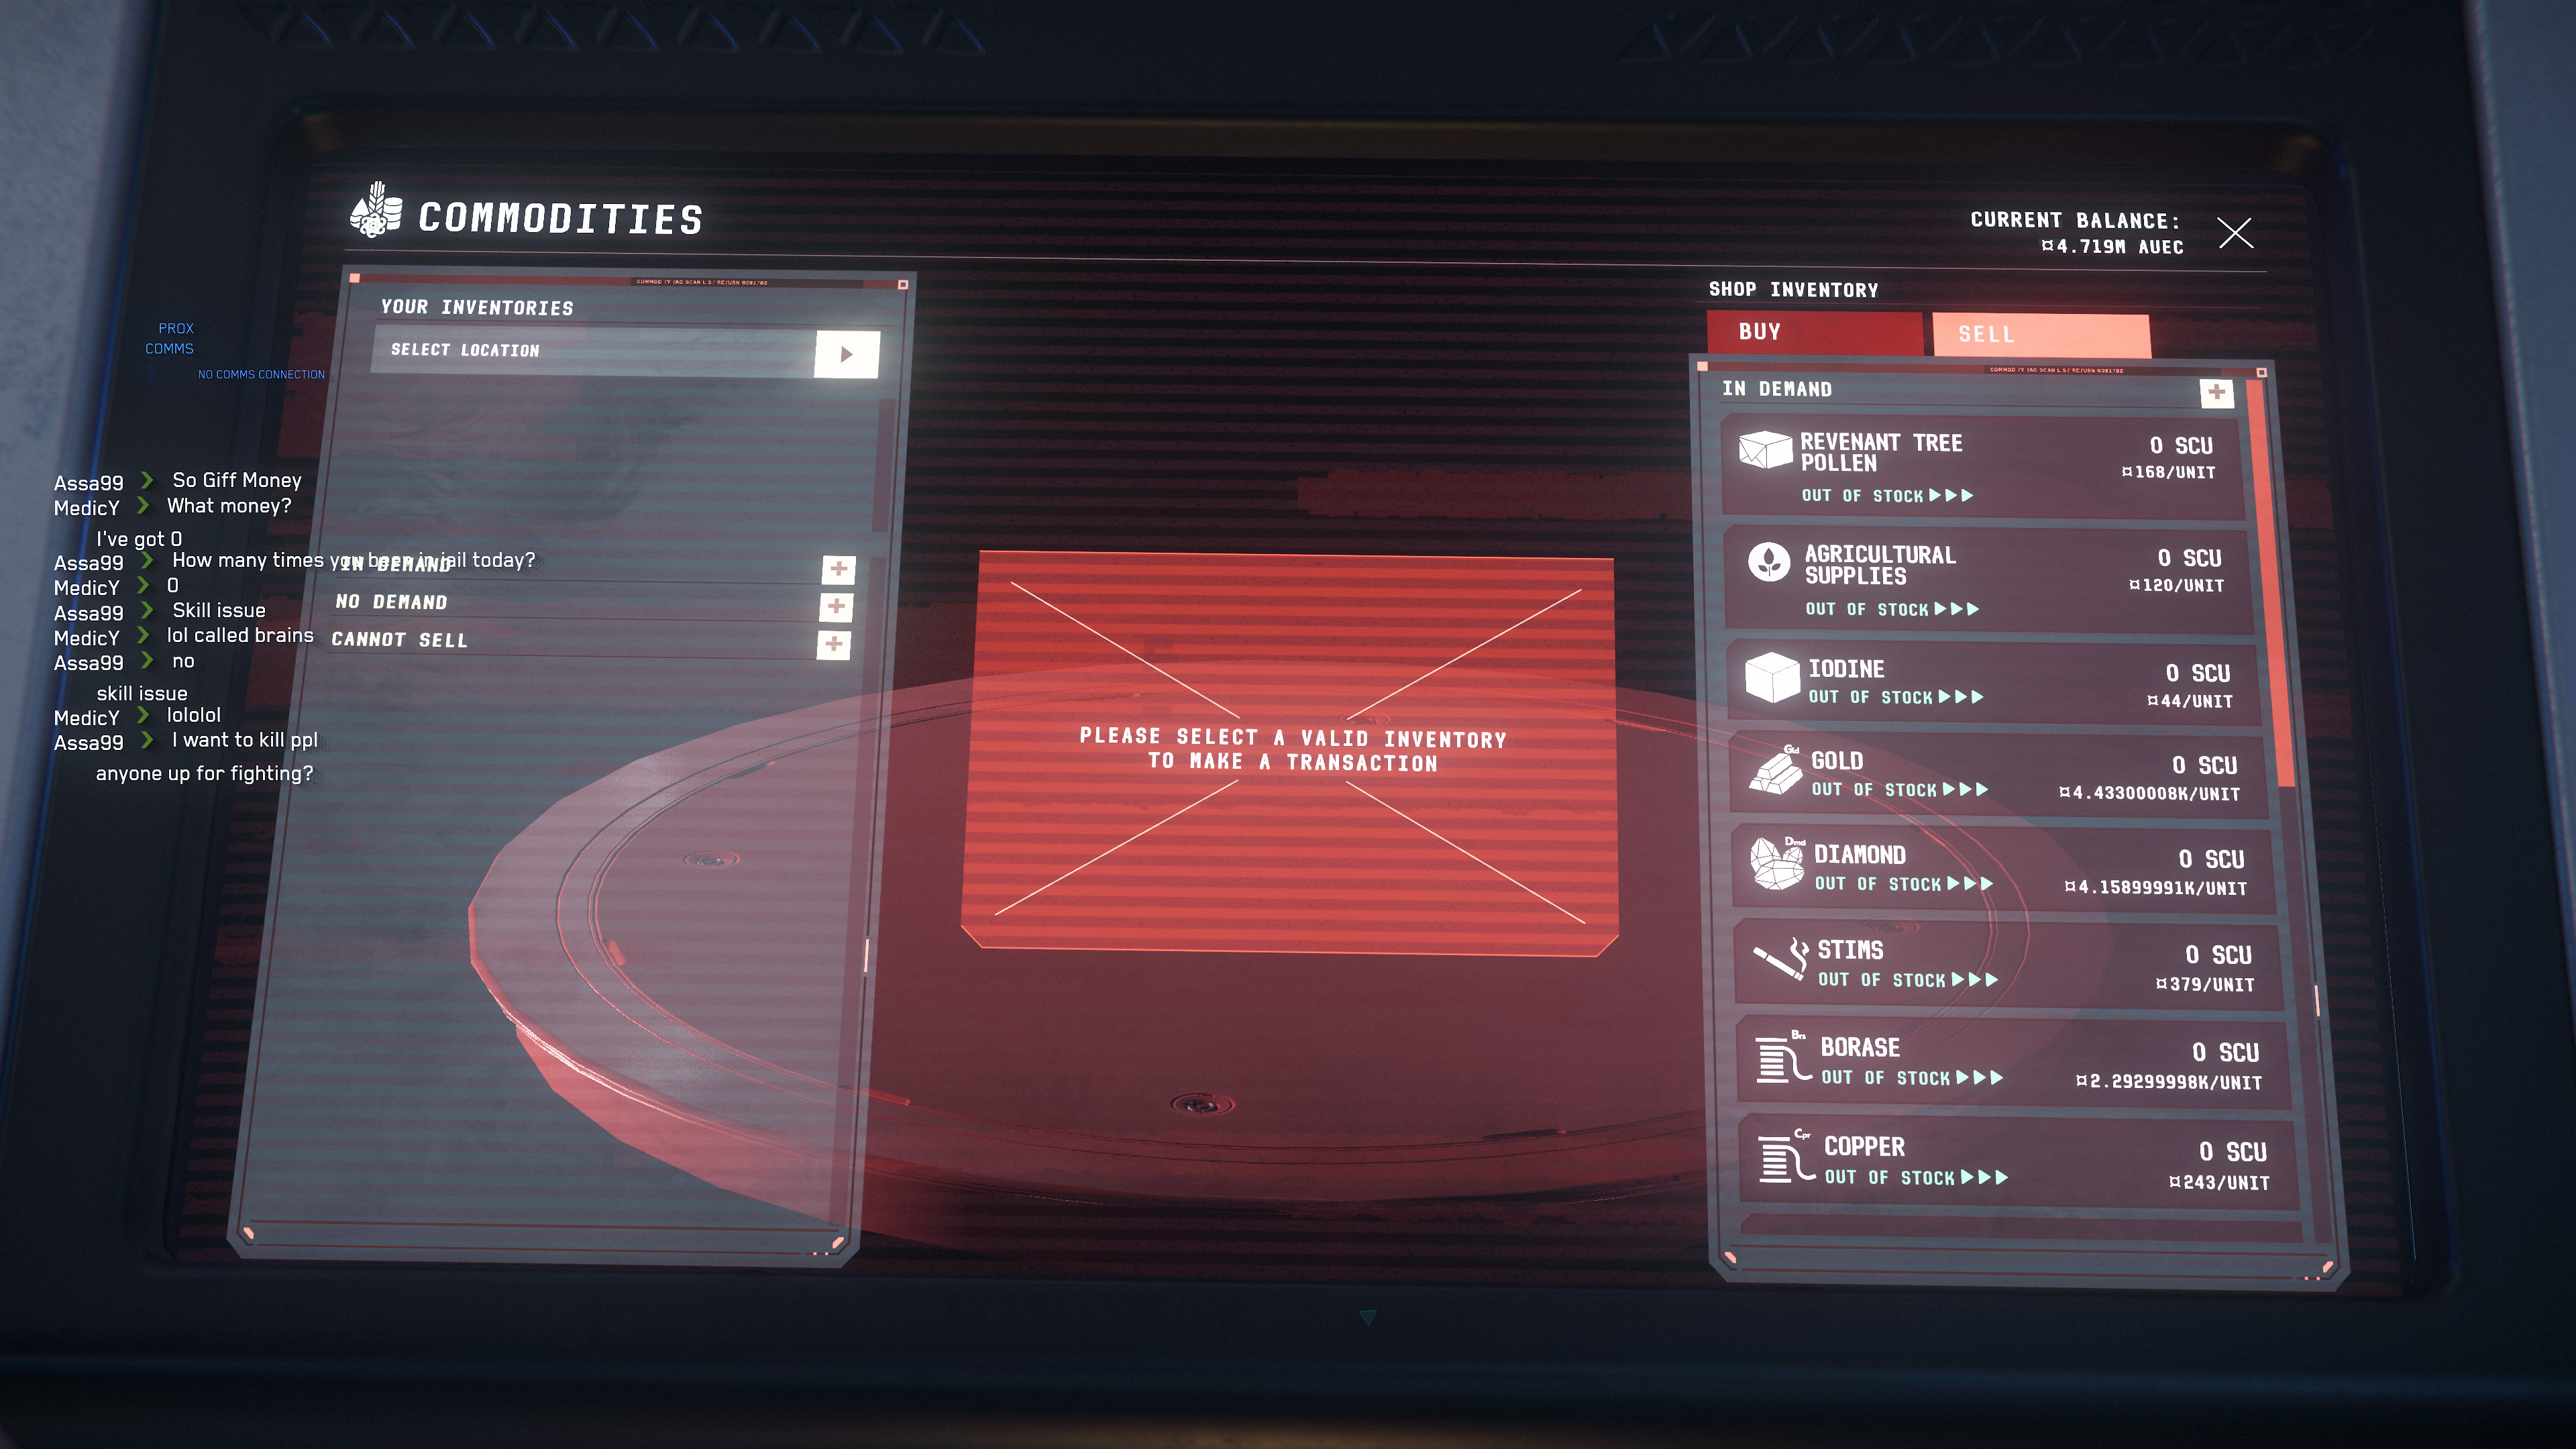 COMMODITIES
CURRENT BALANCE:
¤4.719M AUEC
YOUR INVENTORIES
SELECT LOCATION
PROX
COMMS
NO COMMS CONNECTION
Assa99 So Giff Money
MedicY What money?
I've got 0
Assa99 How many times you been in jail today?
MedicY 0
Assa99 Skill issue
MedicY lol called brains
Assa99 no
skill issue
MedicY lololol
Assa99 I want to kill ppl
anyone up for fighting?
IN DEMAND
NO DEMAND
CANNOT SELL
PLEASE SELECT A VALID INVENTORY
TO MAKE A TRANSACTION
SHOP INVENTORY
BUY
SELL
IN DEMAND
REVENANT TREE
POLLEN
0 SCU
¤168/UNIT
OUT OF STOCK
AGRICULTURAL
SUPPLIES
0 SCU
¤120/UNIT
OUT OF STOCK
IODINE
0 SCU
OUT OF STOCK
¤44/UNIT
Gld
GOLD
0 SCU
OUT OF STOCK
¤4.43300008K/UNIT
Dmd
DIAMOND
0 SCU
OUT OF STOCK
¤4.15899991K/UNIT
STIMS
0 SCU
OUT OF STOCK
¤379/UNIT
Brs
BORASE
0 SCU
OUT OF STOCK
¤2.29299998K/UNIT
Cpr
COPPER
0 SCU
OUT OF STOCK
¤243/UNIT